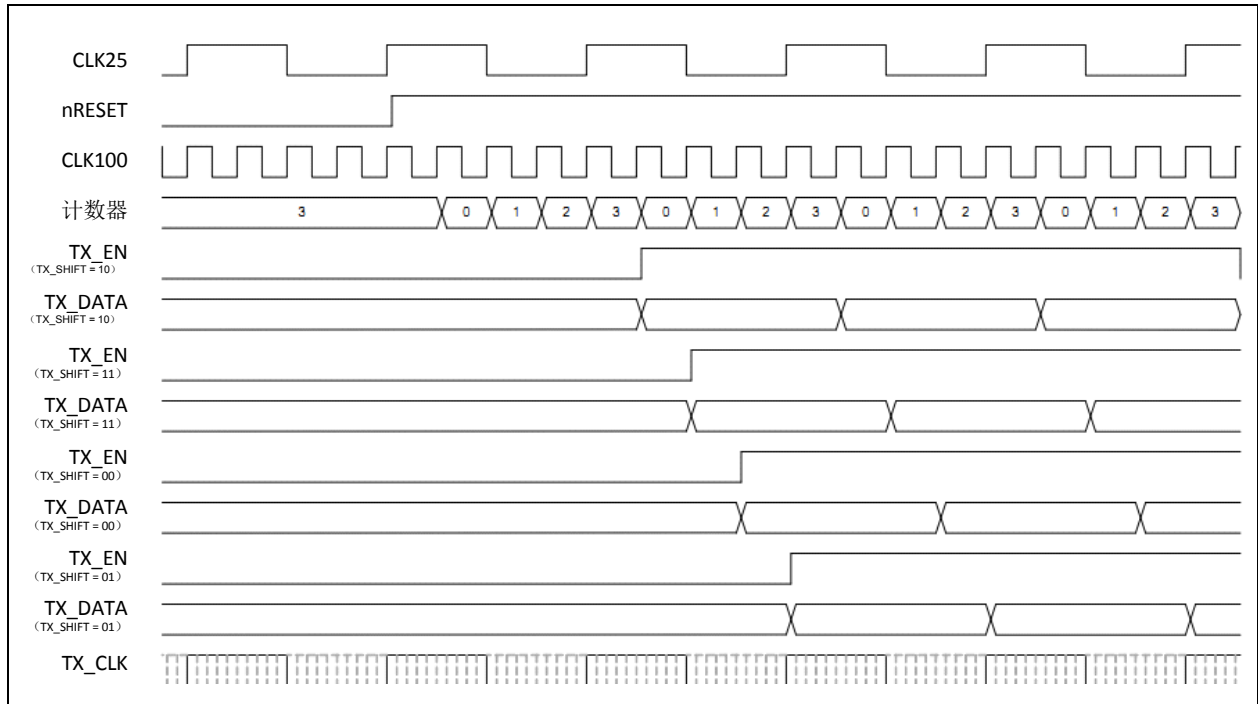 CLK25
nRESET
CLK100
计数器
3 0 1 2 3 0 1 2 3 0 1 2 3 0 1 2 3
TX_EN
（TX_SHIFT = 10）
TX_DATA
（TX_SHIFT = 10）
TX_EN
（TX_SHIFT = 11）
TX_DATA
（TX_SHIFT = 11）
TX_EN
（TX_SHIFT = 00）
TX_DATA
（TX_SHIFT = 00）
TX_EN
（TX_SHIFT = 01）
TX_DATA
（TX_SHIFT = 01）
TX_CLK